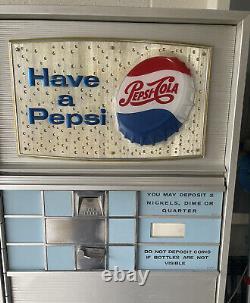 Have
a
Pepsi
PEPSI-COLA
YOU MAY DEPOSIT
NICKELS, DIME OR
QUARTER
DO NOT DEPOSIT COINS
IF BOTTLES ARE NOT
VISIBLE